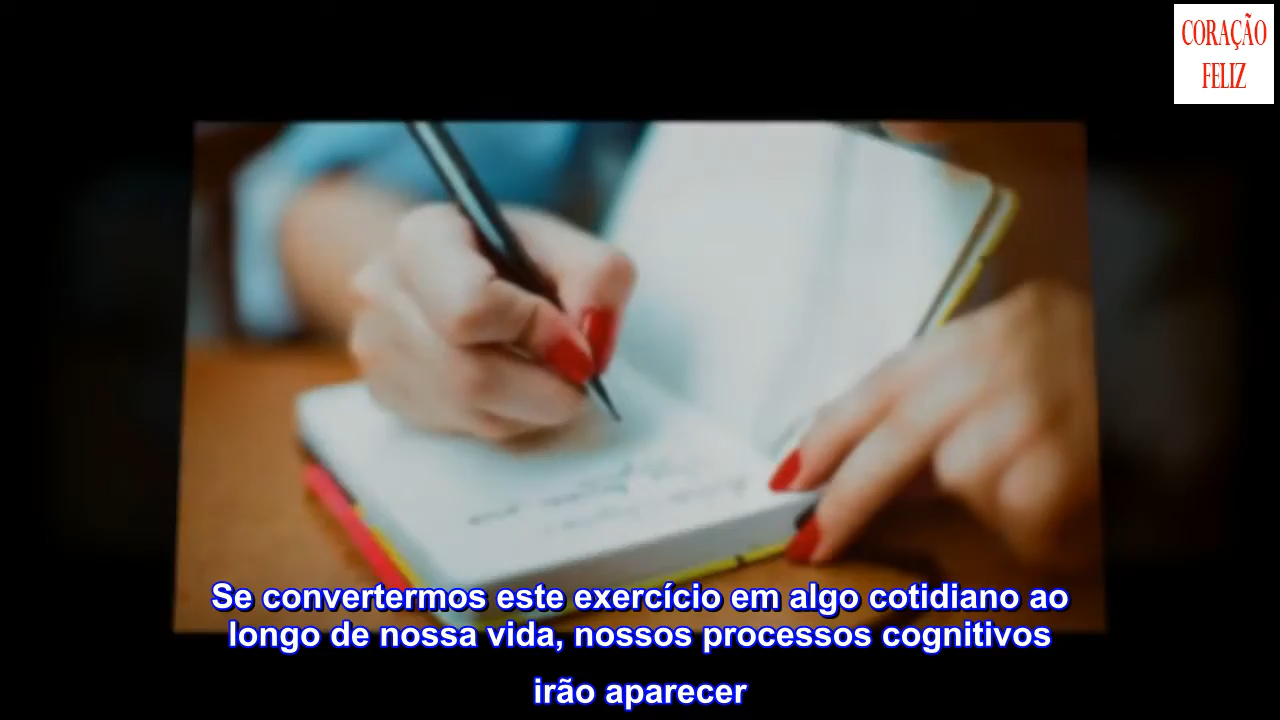 CORAÇÃO
FELIZ
Se convertermos este exercício em algo cotidiano ao
longo de nossa vida, nossos processos cognitivos
irão aparecer